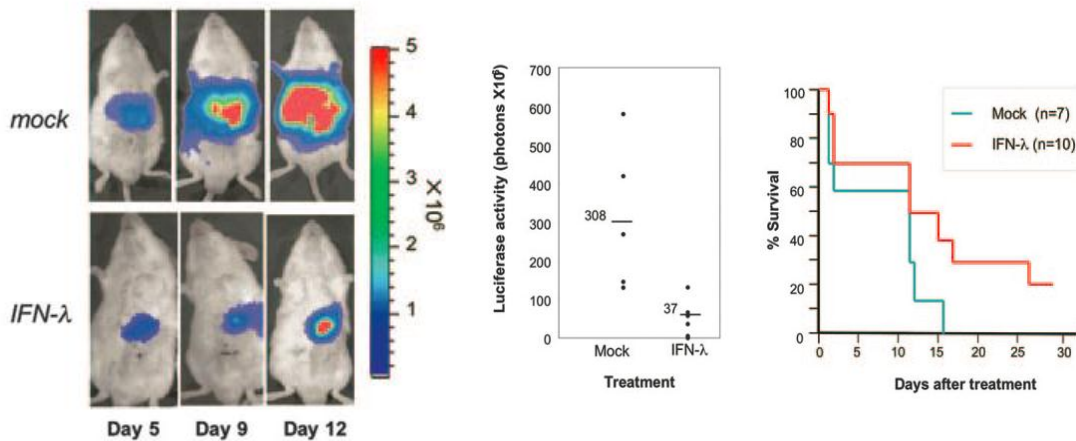 mock
IFN-λ
Day 5 Day 9 Day 12
5
4
3
2
1
×10⁶
Luciferase activity (photons X10⁶)
700
600
500
400
300
200
100
0
308
37
Mock IFN-λ
Treatment
% Survival
100
80
60
40
20
0
Mock (n=7)
IFN-λ (n=10)
0 5 10 15 20 25 30
Days after treatment